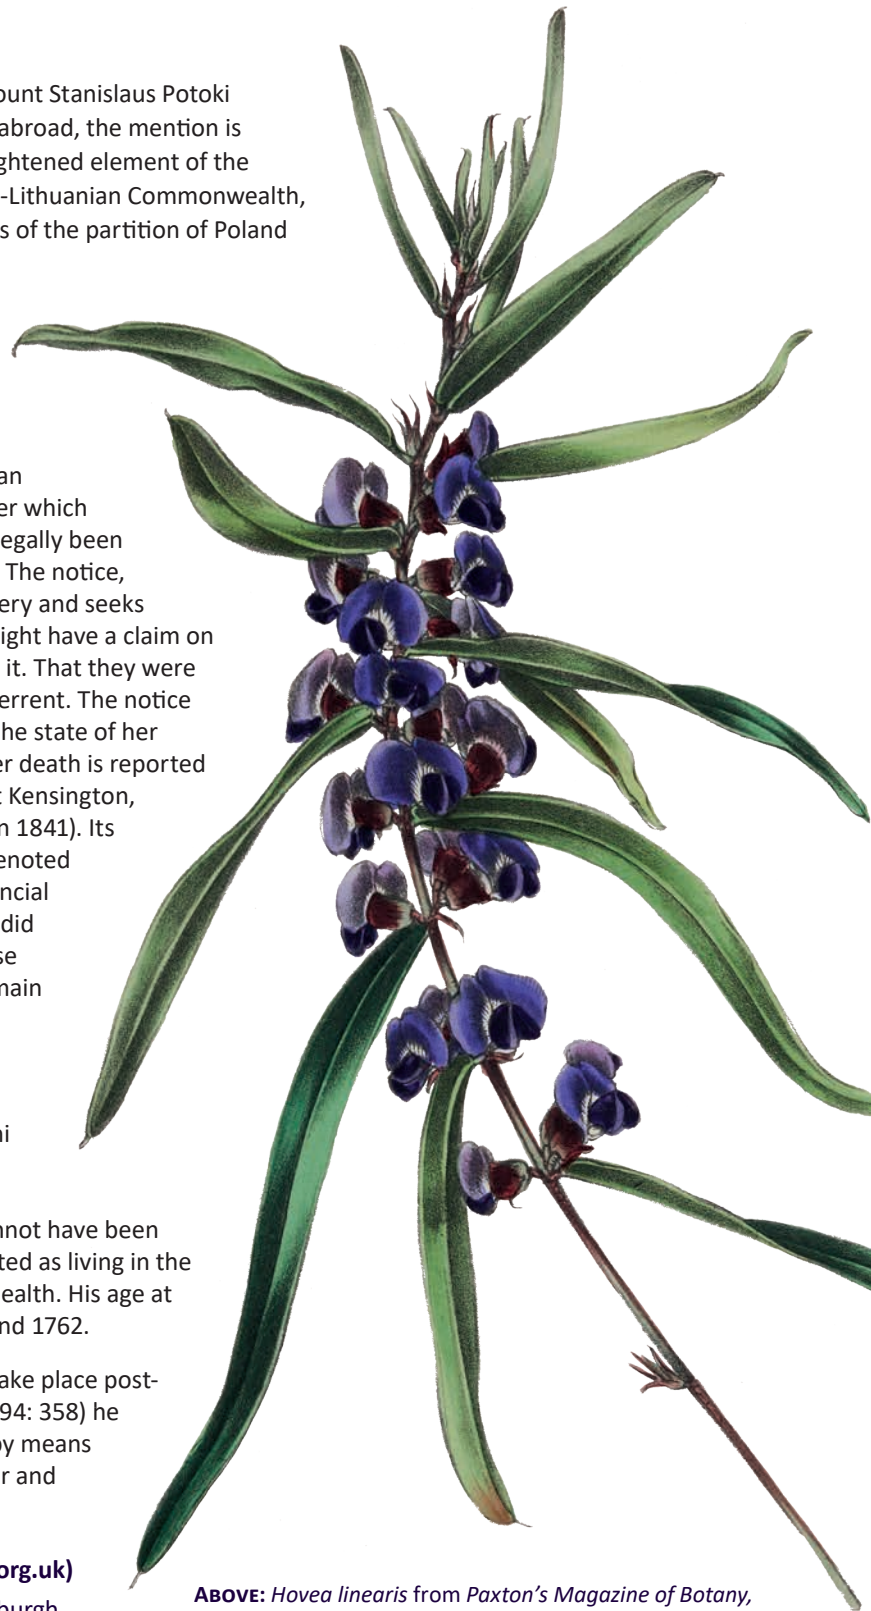 ount Stanislaus Potoki
abroad, the mention is
ghtened element of the
-Lithuanian Commonwealth,
s of the partition of Poland
an
er which
egally been
The notice,
ery and seeks
ight have a claim on
it. That they were
errent. The notice
he state of her
er death is reported
t Kensington,
n 1841). Its
enoted
ncial
did
se
main
ni
nnot have been
ted as living in the
ealth. His age at
nd 1762.
ake place post-
94: 358) he
by means
r and
org.uk)
burgh
ABOVE: Hovea linearis from Paxton’s Magazine of Botany,